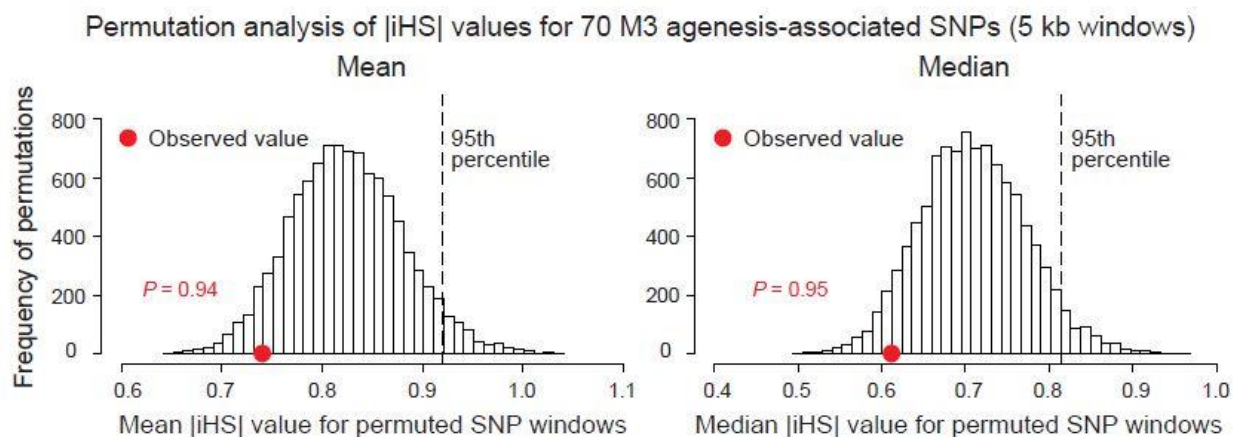 Permutation analysis of |iHS| values for 70 M3 agenesis-associated SNPs (5 kb windows)
Mean
Frequency of permutations
800
600
400
200
0
Observed value
95th
percentile
P = 0.94
0.6 0.7 0.8 0.9 1.0 1.1
Mean |iHS| value for permuted SNP windows
Median
800
600
400
200
0
Observed value
95th
percentile
P = 0.95
0.4 0.5 0.6 0.7 0.8 0.9 1.0
Median |iHS| value for permuted SNP windows